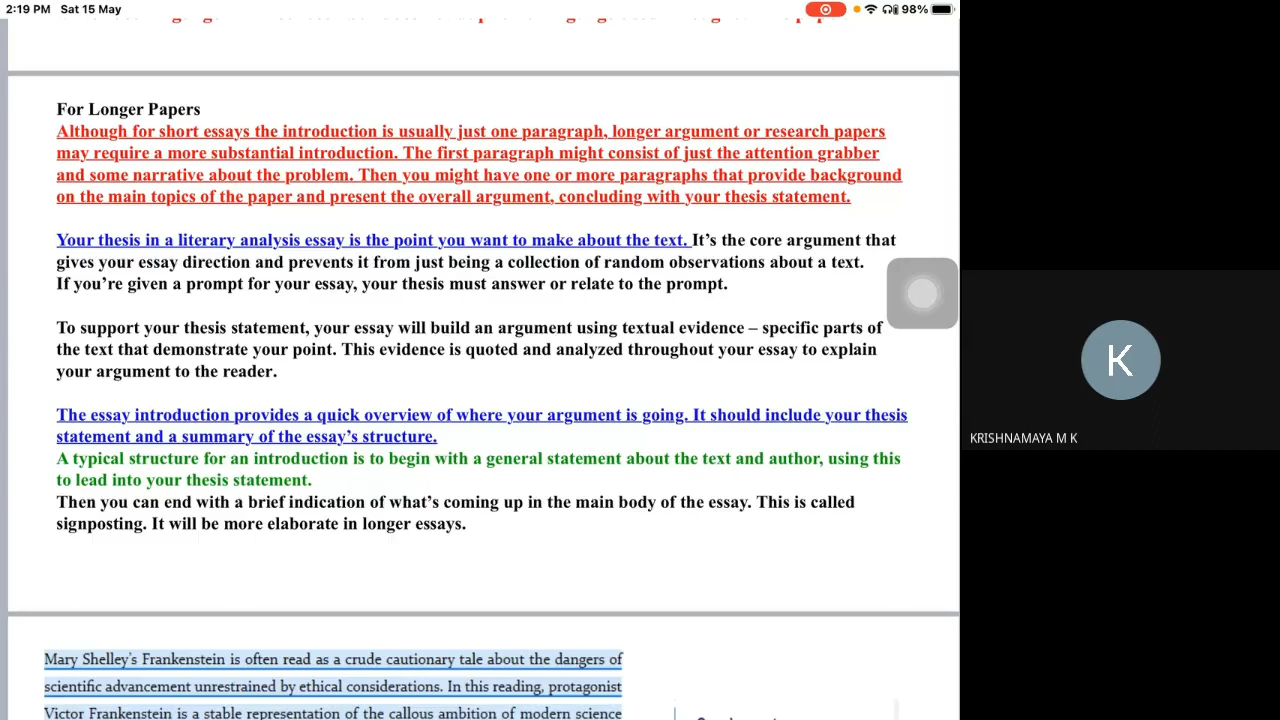 2:19 PM Sat 15 May
98%
For Longer Papers
Although for short essays the introduction is usually just one paragraph, longer argument or research papers
may require a more substantial introduction. The first paragraph might consist of just the attention grabber
and some narrative about the problem. Then you might have one or more paragraphs that provide background
on the main topics of the paper and present the overall argument, concluding with your thesis statement.
Your thesis in a literary analysis essay is the point you want to make about the text. It’s the core argument that
gives your essay direction and prevents it from just being a collection of random observations about a text.
If you’re given a prompt for your essay, your thesis must answer or relate to the prompt.
To support your thesis statement, your essay will build an argument using textual evidence – specific parts of
the text that demonstrate your point. This evidence is quoted and analyzed throughout your essay to explain
your argument to the reader.
The essay introduction provides a quick overview of where your argument is going. It should include your thesis
statement and a summary of the essay’s structure.
A typical structure for an introduction is to begin with a general statement about the text and author, using this
to lead into your thesis statement.
Then you can end with a brief indication of what’s coming up in the main body of the essay. This is called
signposting. It will be more elaborate in longer essays.
Mary Shelley’s Frankenstein is often read as a crude cautionary tale about the dangers of
scientific advancement unrestrained by ethical considerations. In this reading, protagonist
Victor Frankenstein is a stable representation of the callous ambition of modern science
K
KRISHNAMAYA M K